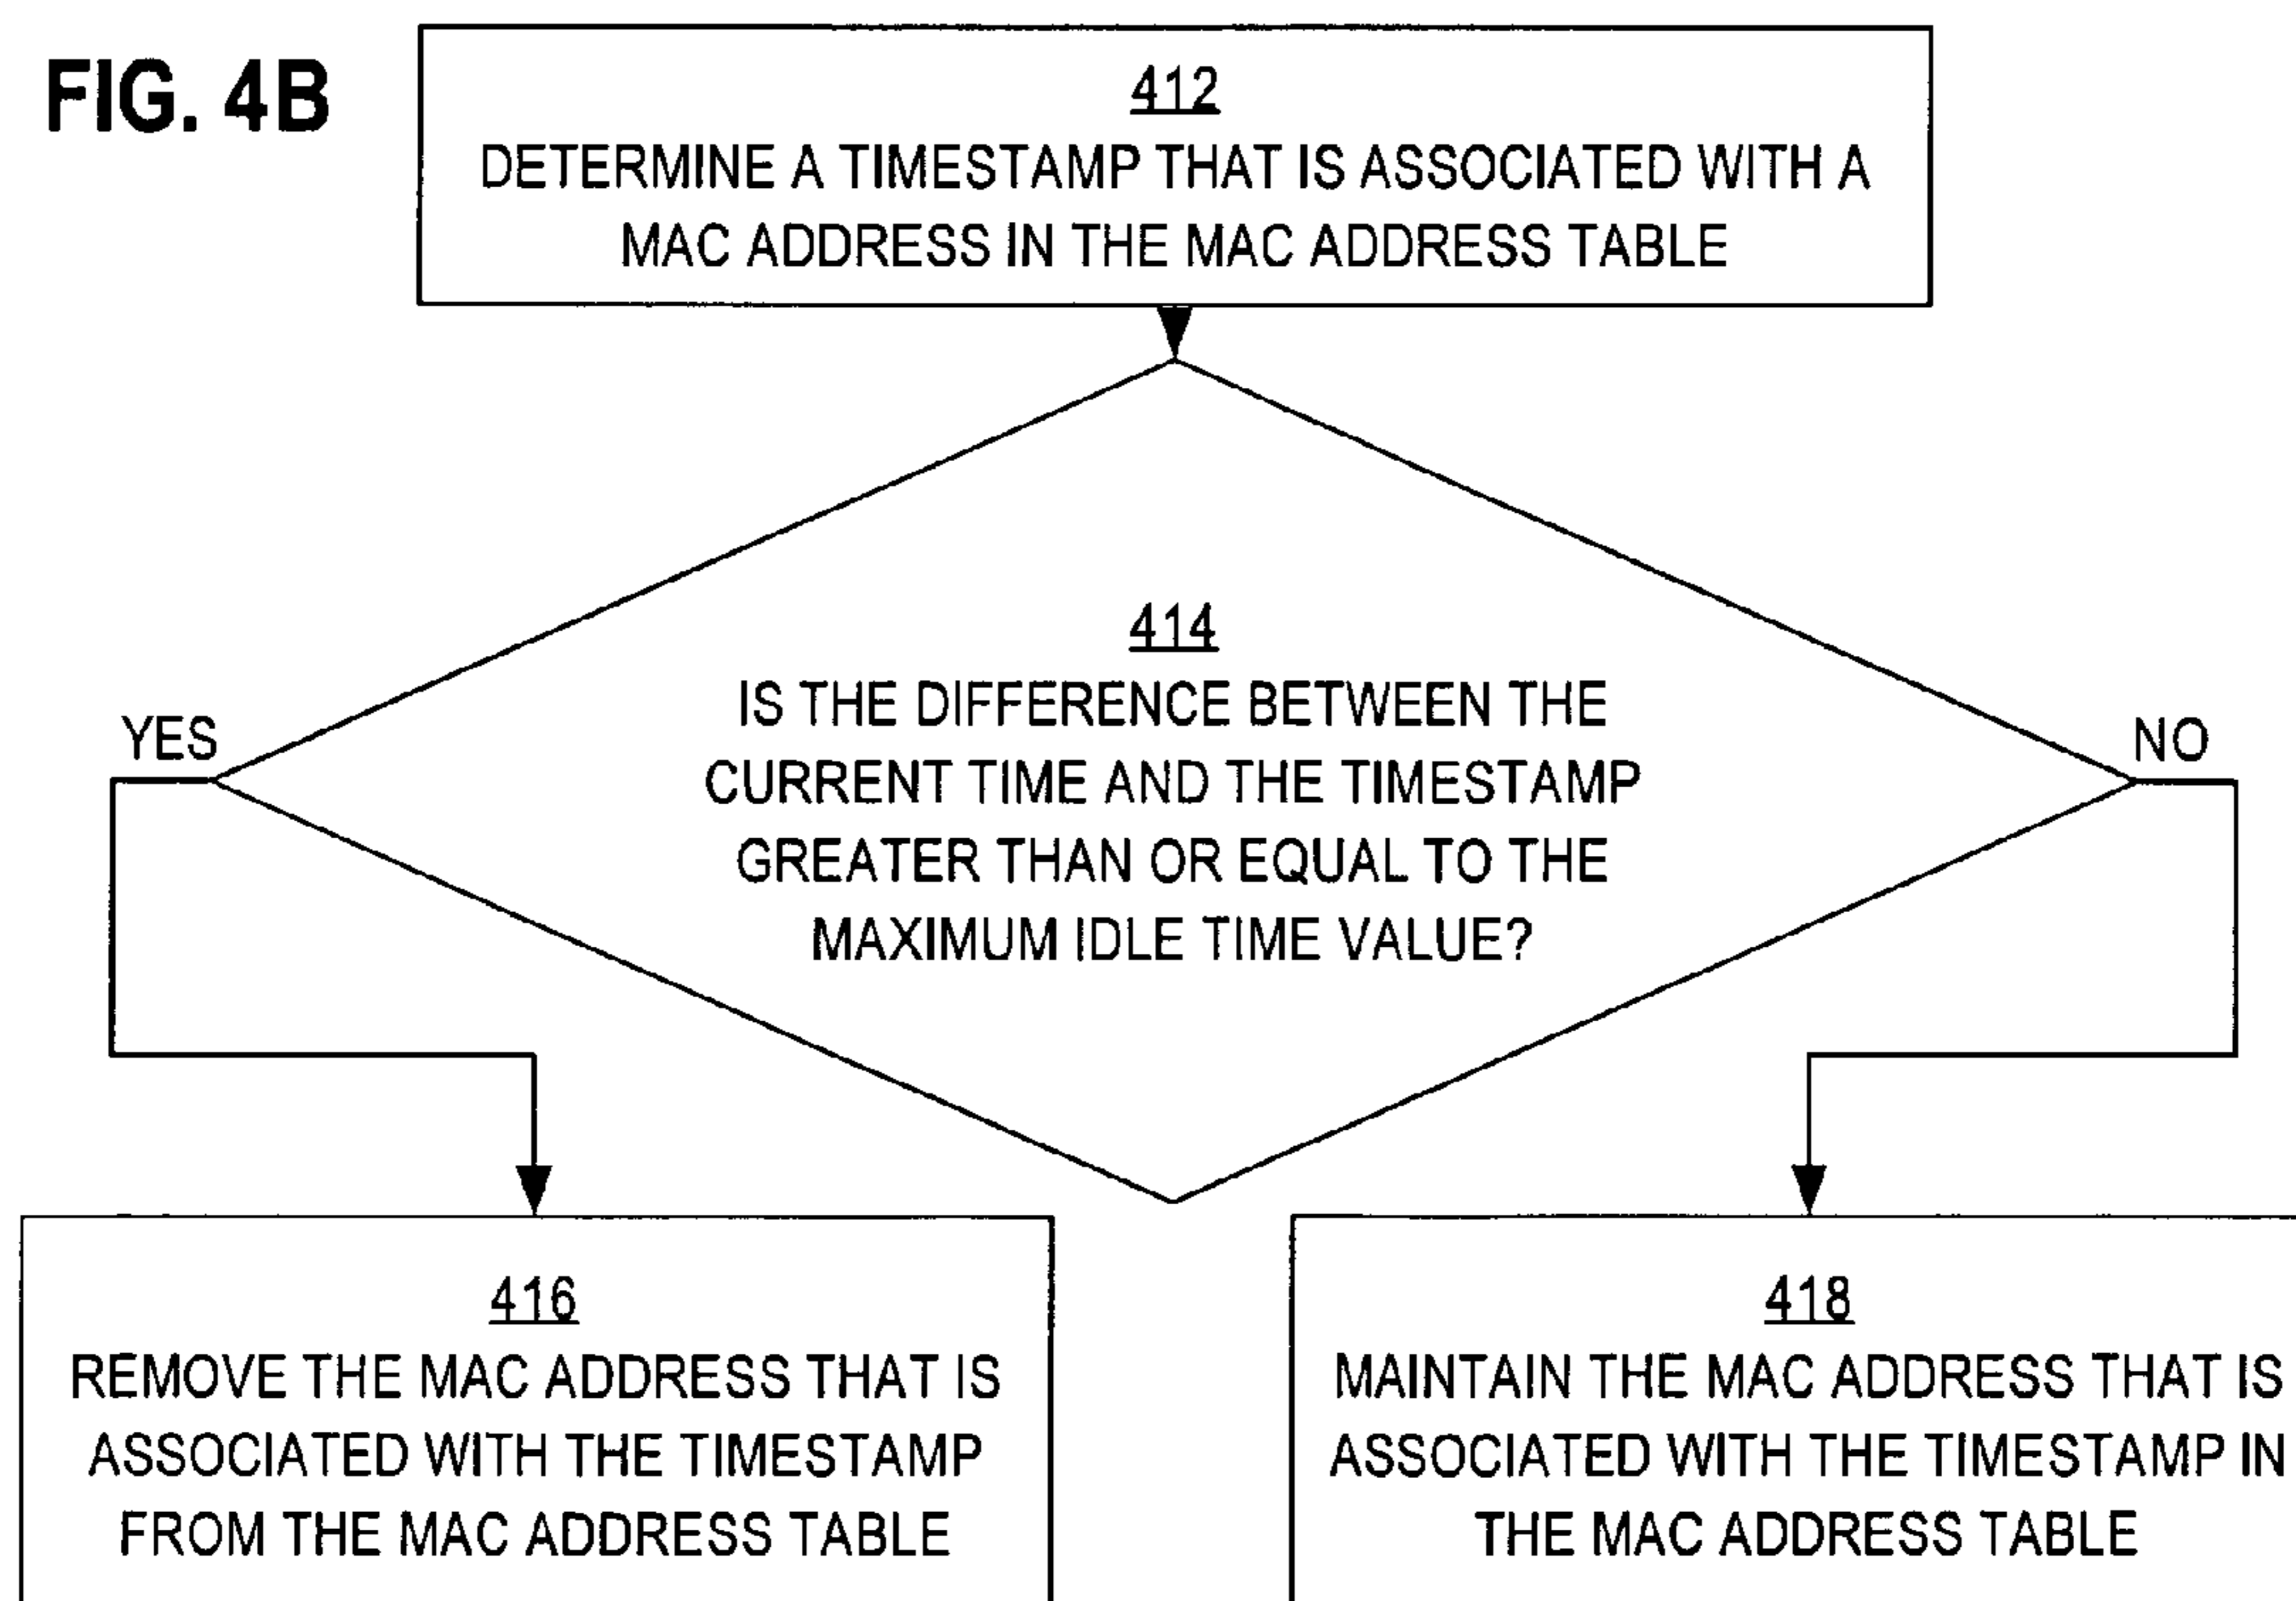 FIG. 4B
412
DETERMINE A TIMESTAMP THAT IS ASSOCIATED WITH A
MAC ADDRESS IN THE MAC ADDRESS TABLE
414
IS THE DIFFERENCE BETWEEN THE
CURRENT TIME AND THE TIMESTAMP
GREATER THAN OR EQUAL TO THE
MAXIMUM IDLE TIME VALUE?
YES
NO
416
REMOVE THE MAC ADDRESS THAT IS
ASSOCIATED WITH THE TIMESTAMP
FROM THE MAC ADDRESS TABLE
418
MAINTAIN THE MAC ADDRESS THAT IS
ASSOCIATED WITH THE TIMESTAMP IN
THE MAC ADDRESS TABLE